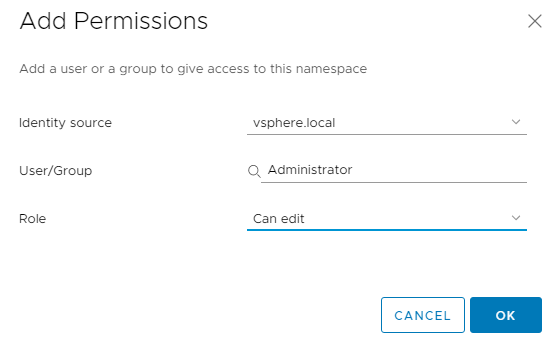 Add Permissions
Add a user or a group to give access to this namespace
Identity source vsphere.local
User/Group Administrator
Role Can edit
CANCEL OK